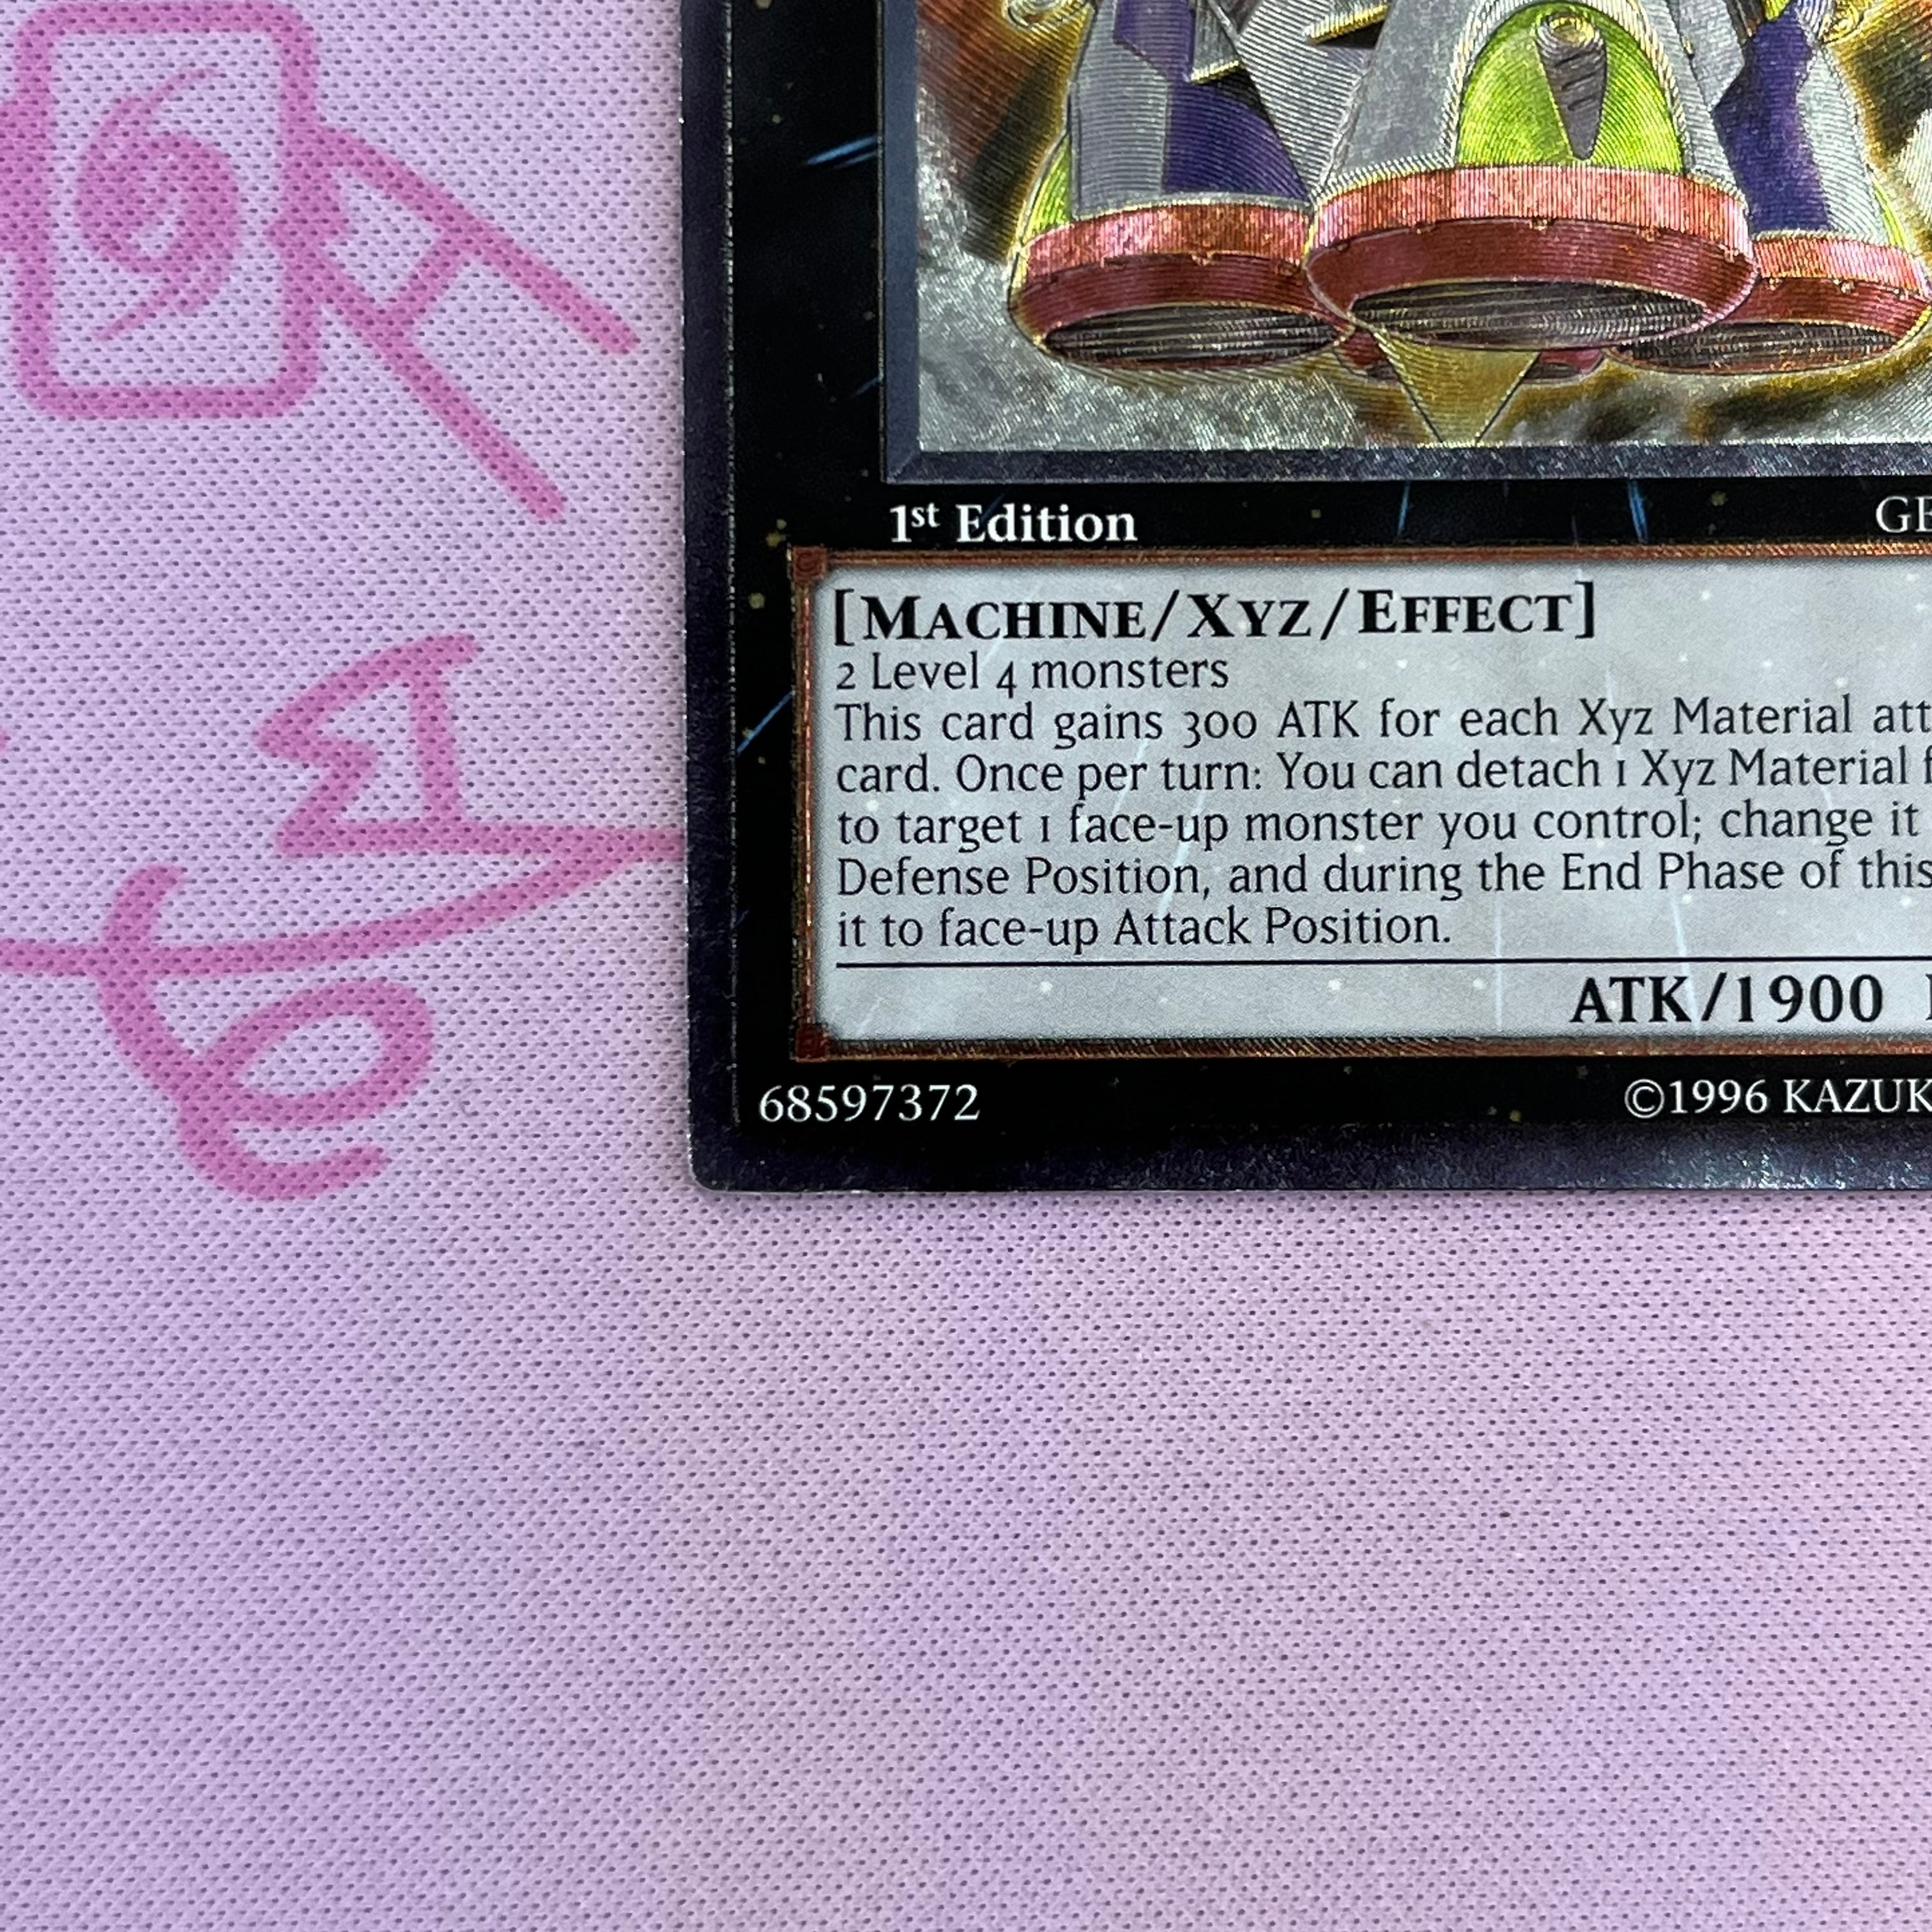 1st Edition
GE
[MACHINE/XYZ/EFFECT]
2 Level 4 monsters
This card gains 300 ATK for each Xyz Material att
card. Once per turn: You can detach 1 Xyz Material f
to target 1 face-up monster you control; change it
Defense Position, and during the End Phase of this
it to face-up Attack Position.
ATK/1900
68597372
©1996 KAZUK